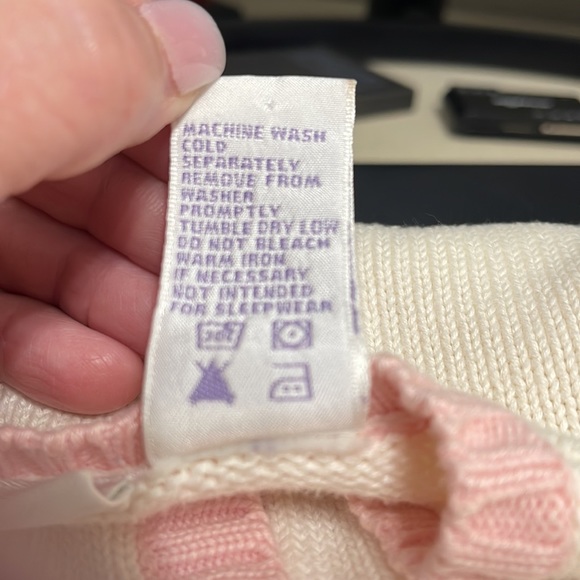 MACHINE WASH
COLD
SEPARATELY
REMOVE FROM
WASHER
PROMPTLY
TUMBLE DRY LOW
DO NOT BLEACH
WARM IRON
IF NECESSARY
NOT INTENDED
FOR SLEEPWEAR